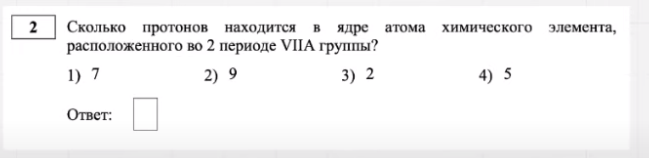 2 Сколько протонов находится в ядре атома химического элемента,
расположенного во 2 периоде VIIA группы?
1) 7 2) 9 3) 2 4) 5
Ответ: